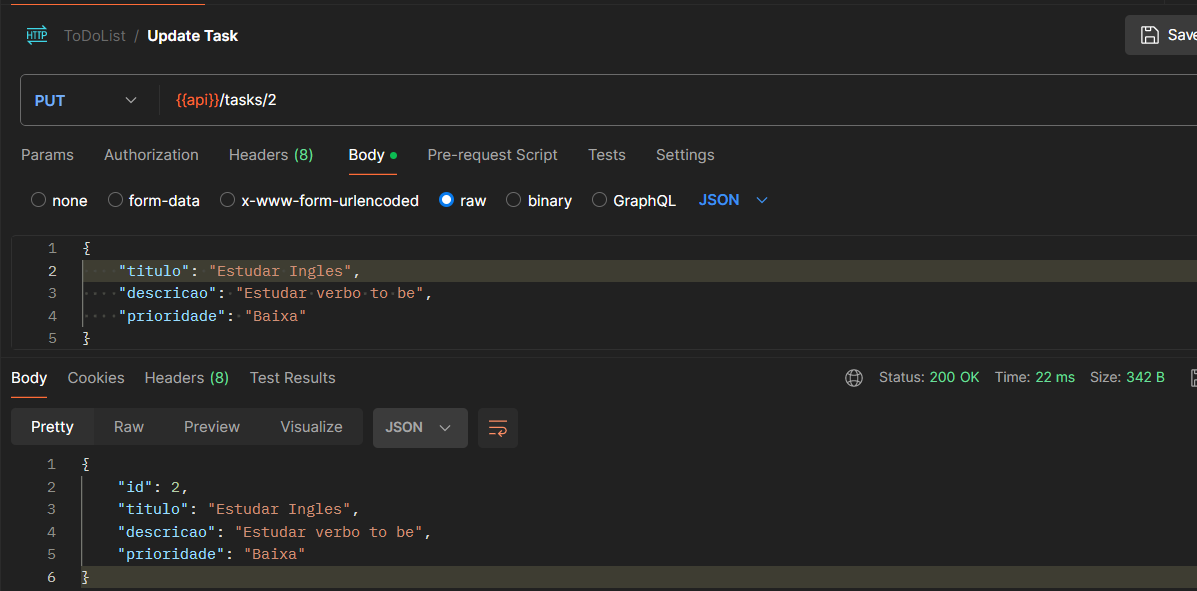 HTTP ToDoList / Update Task Save
PUT {{api}}/tasks/2
Params Authorization Headers (8) Body Pre-request Script Tests Settings
none form-data x-www-form-urlencoded raw binary GraphQL JSON
1 {
2 "titulo": "Estudar Ingles",
3 "descricao": "Estudar verbo to be",
4 "prioridade": "Baixa"
5 }
Body Cookies Headers (8) Test Results Status: 200 OK Time: 22 ms Size: 342 B
Pretty Raw Preview Visualize JSON
1 {
2 "id": 2,
3 "titulo": "Estudar Ingles",
4 "descricao": "Estudar verbo to be",
5 "prioridade": "Baixa"
6 }